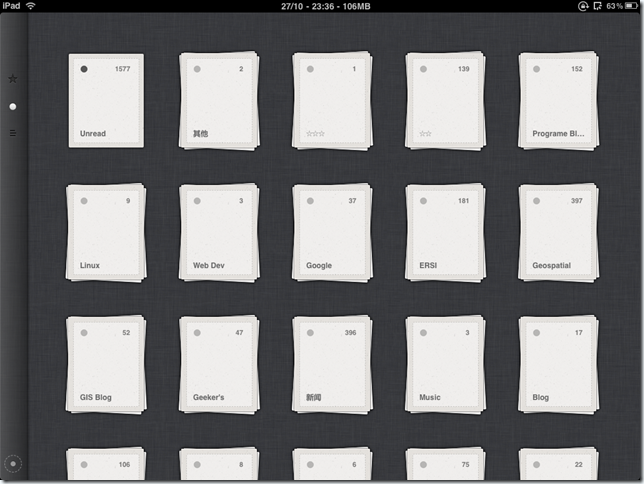 iPad 27/10 - 23:36 - 106MB 63%
1577 2 1 139 152
Unread 其他 ☆☆☆ ☆☆ Programe Bl...
9 3 37 181 397
Linux Web Dev Google ERSI Geospatial
52 47 396 3 17
GIS Blog Geeker's 新闻 Music Blog
106 8 6 75 22